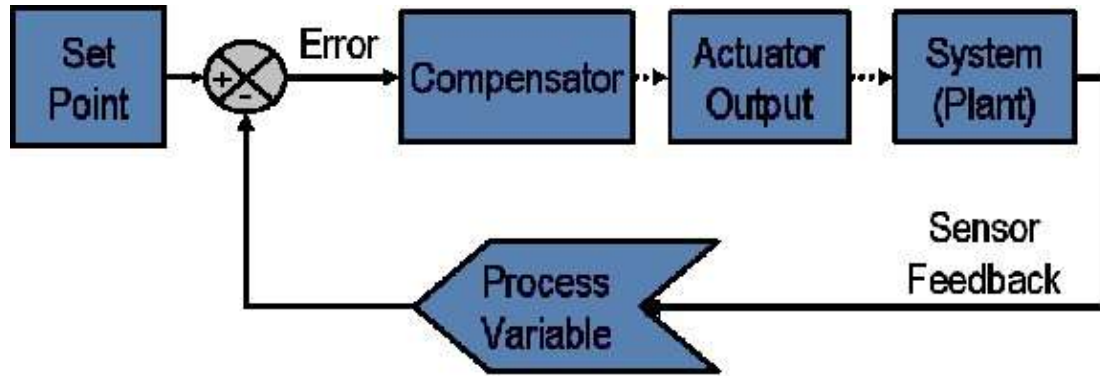 Set
Point
+
-
Error
Compensator
Actuator
Output
System
(Plant)
Sensor
Feedback
Process
Variable